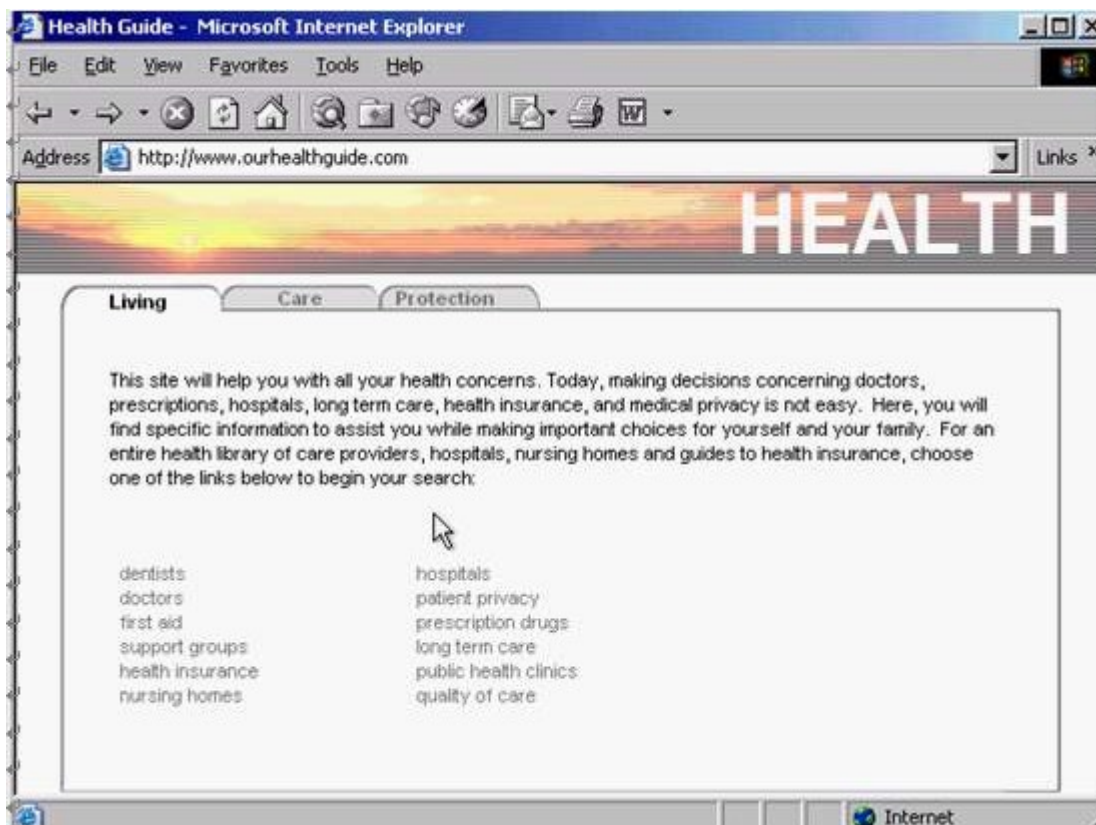 Health Guide - Microsoft Internet Explorer
File Edit View Favorites Tools Help
W
Address http://www.ourhealthguide.com Links »
HEALTH
Living Care Protection
This site will help you with all your health concerns. Today, making decisions concerning doctors,
prescriptions, hospitals, long term care, health insurance, and medical privacy is not easy. Here, you will
find specific information to assist you while making important choices for yourself and your family. For an
entire health library of care providers, hospitals, nursing homes and guides to health insurance, choose
one of the links below to begin your search:
dentists hospitals
doctors patient privacy
first aid prescription drugs
support groups long term care
health insurance public health clinics
nursing homes quality of care
Internet